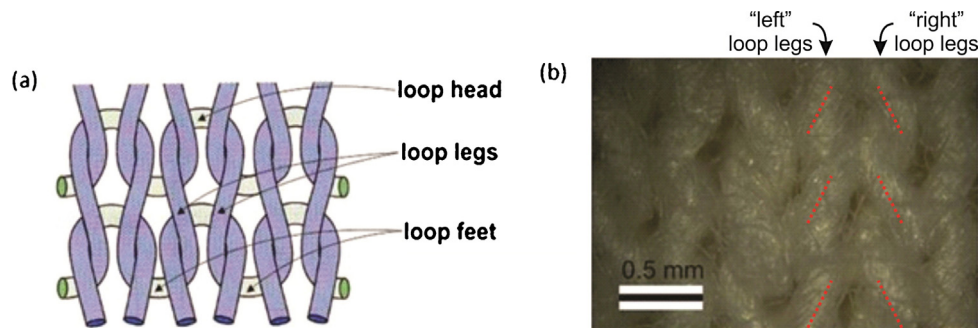 (a)
loop head
loop legs
loop feet
"left"
loop legs
"right"
loop legs
(b)
0.5 mm